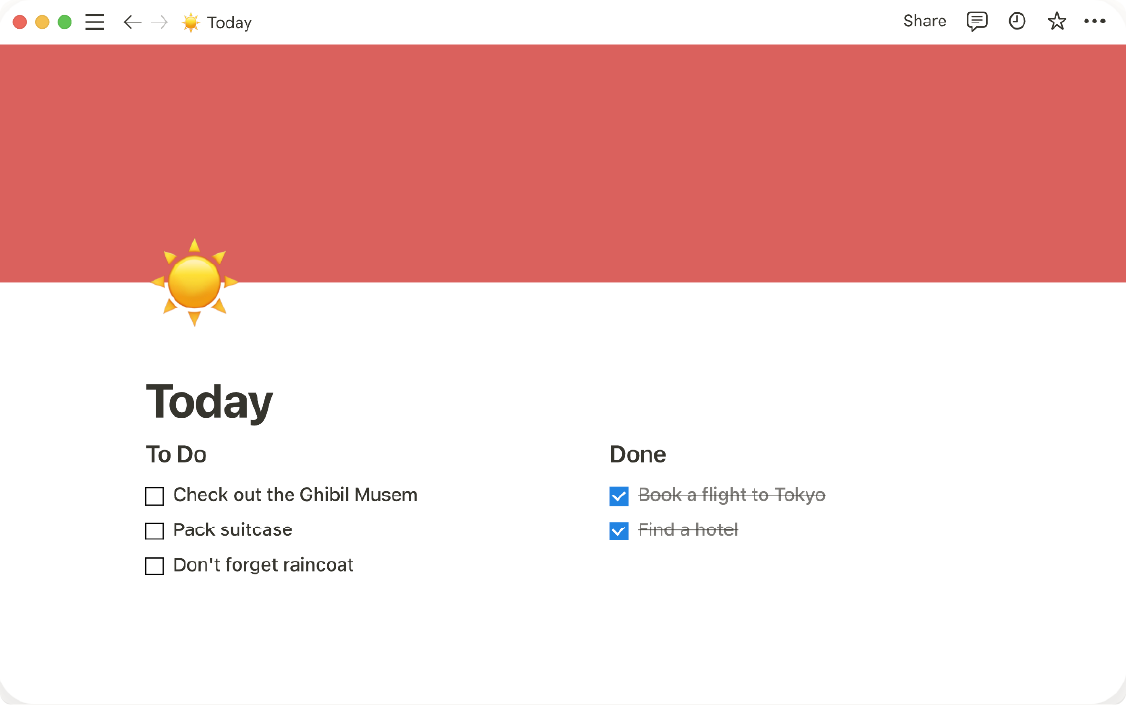 Today
Share
Today
To Do
Check out the Ghibil Musem
Pack suitcase
Don't forget raincoat
Done
Book a flight to Tokyo
Find a hotel